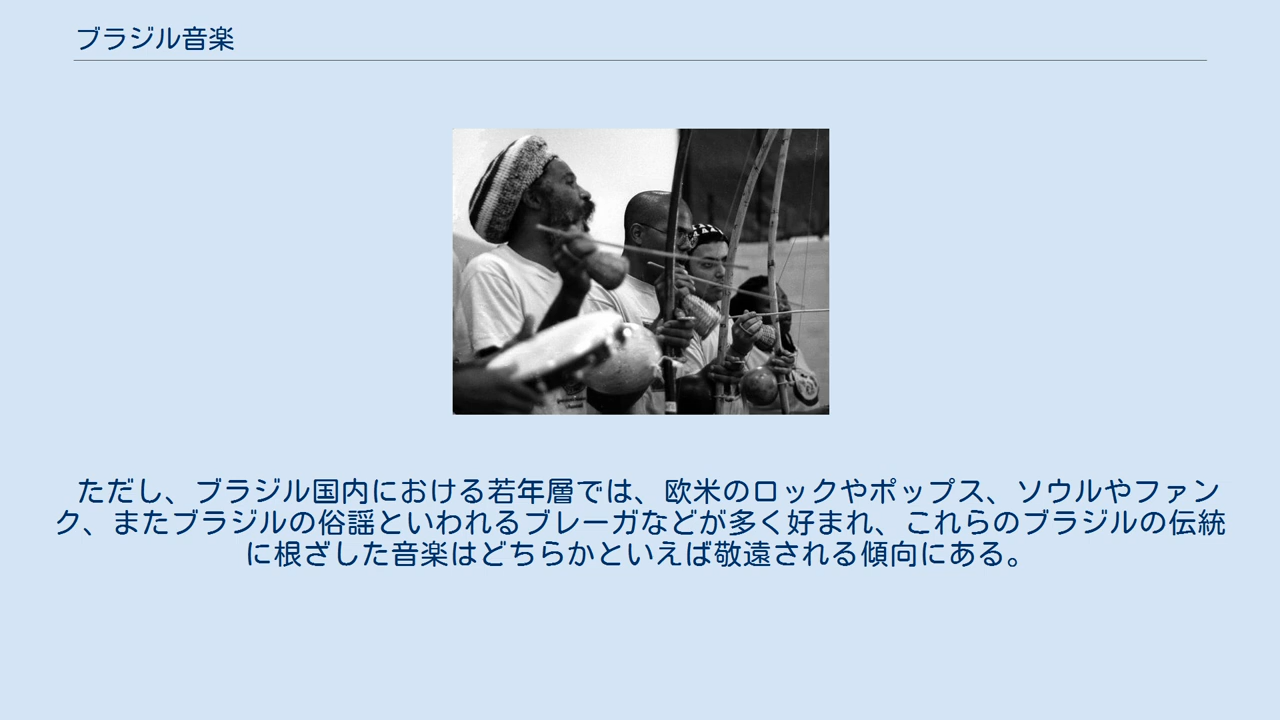 ブラジル音楽
ただし、ブラジル国内における若年層では、欧米のロックやポップス、ソウルやファン
ク、またブラジルの俗謡といわれるブレーガなどが多く好まれ、これらのブラジルの伝統
に根ざした音楽はどちらかといえば敬遠される傾向にある。